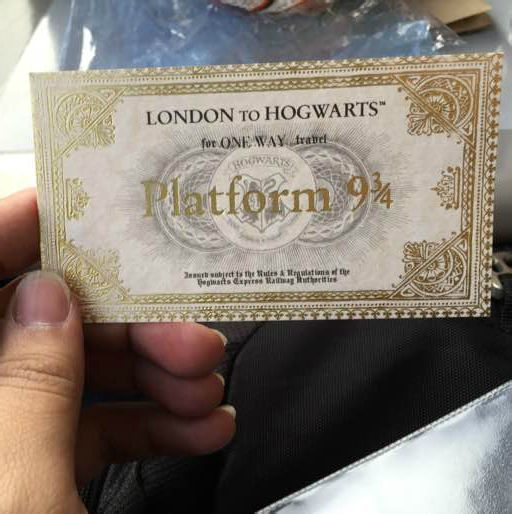 LONDON TO HOGWARTS™
for ONE WAY travel
HOGWARTS
Platform 9¾
Issued subject to the Rules & Regulations of the
Hogwarts Express Railway Authorities